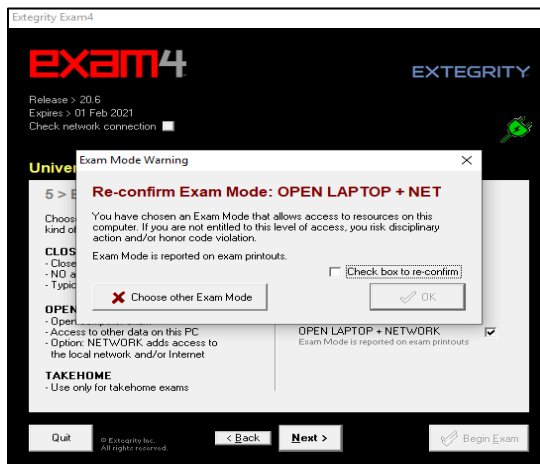 Extegrity Exam4
exam4
EXTEGRITY
Release > 20.6
Expires > 01 Feb 2021
Check network connection
Univer
Exam Mode Warning
Re-confirm Exam Mode: OPEN LAPTOP + NET
You have chosen an Exam Mode that allows access to resources on this
computer. If you are not entitled to this level of access, you risk disciplinary
action and/or honor code violation.
Exam Mode is reported on exam printouts.
Check box to re-confirm
Choose other Exam Mode
OK
5 > E
Choos
kind of
CLOS
- Close
- NO a
- Typic
OPEN
- Access to other data on this PC
- Option: NETWORK adds access to
the local network and/or Internet
TAKEHOME
- Use only for takehome exams
OPEN LAPTOP + NETWORK
Exam Mode is reported on exam printouts
Quit
© Extegrity Inc.
All rights reserved.
< Back
Next >
Begin Exam